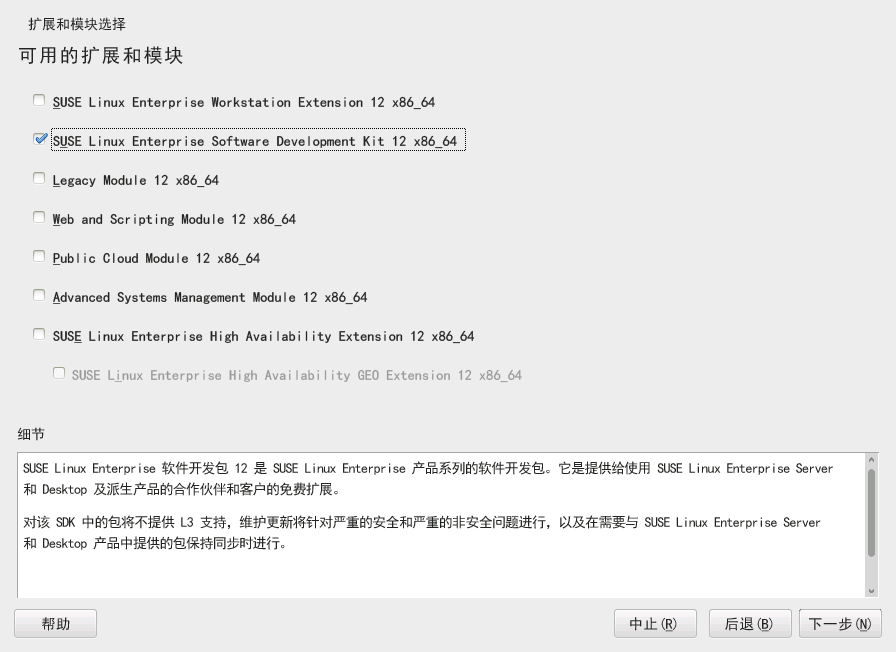 扩展和模块选择
可用的扩展和模块
SUSE Linux Enterprise Workstation Extension 12 x86_64
SUSE Linux Enterprise Software Development Kit 12 x86_64
Legacy Module 12 x86_64
Web and Scripting Module 12 x86_64
Public Cloud Module 12 x86_64
Advanced Systems Management Module 12 x86_64
SUSE Linux Enterprise High Availability Extension 12 x86_64
SUSE Linux Enterprise High Availability GEO Extension 12 x86_64
细节
SUSE Linux Enterprise 软件开发包 12 是 SUSE Linux Enterprise 产品系列的软件开发包。它是提供给使用 SUSE Linux Enterprise Server
和 Desktop 及派生产品的合作伙伴和客户的免费扩展。
对该 SDK 中的包将不提供 L3 支持，维护更新将针对严重的安全和严重的非安全问题进行，以及在需要与 SUSE Linux Enterprise Server
和 Desktop 产品中提供的包保持同步时进行。
帮助 中止(R) 后退(B) 下一步(N)